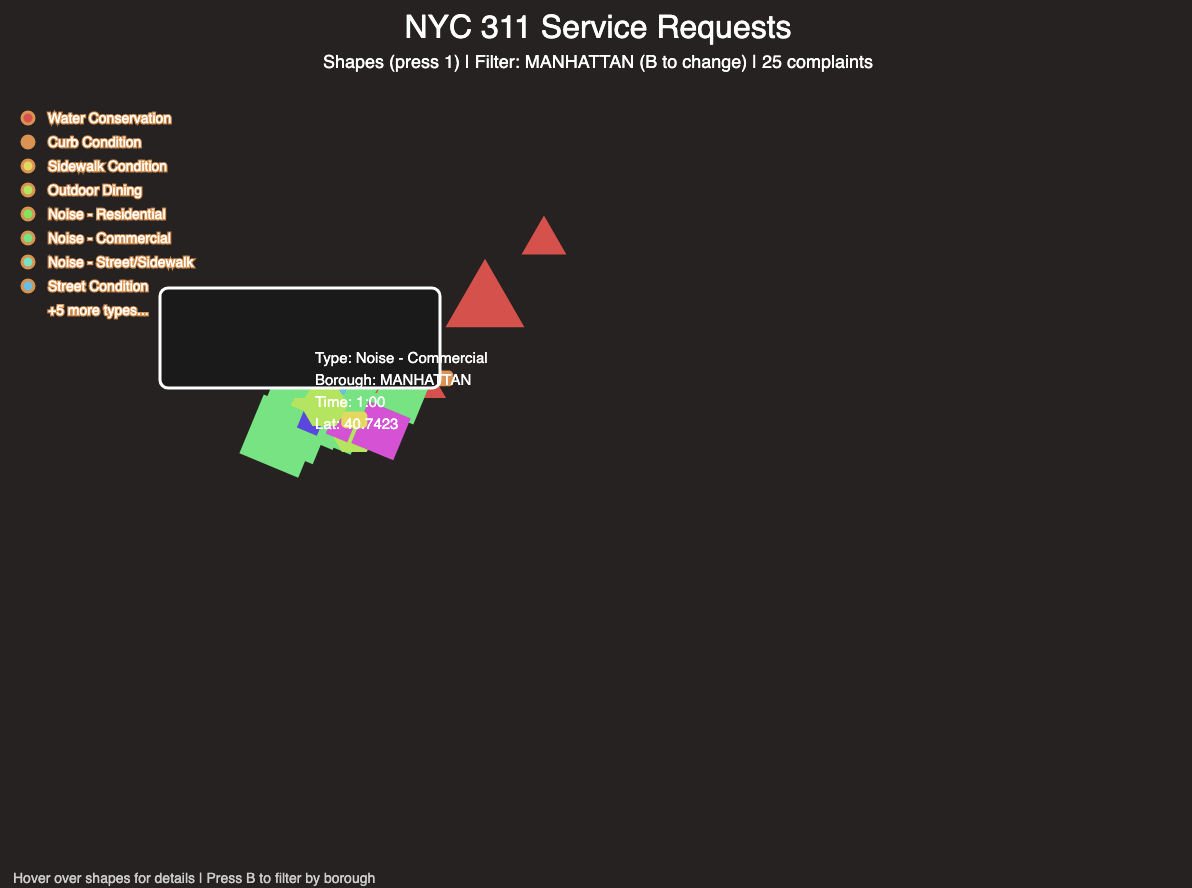 NYC 311 Service Requests
Shapes (press 1) | Filter: MANHATTAN (B to change) | 25 complaints
Water Conservation
Curb Condition
Sidewalk Condition
Outdoor Dining
Noise - Residential
Noise - Commercial
Noise - Street/Sidewalk
Street Condition
+5 more types...
Type: Noise - Commercial
Borough: MANHATTAN
Time: 1:00
Lat: 40.7423
Hover over shapes for details | Press B to filter by borough